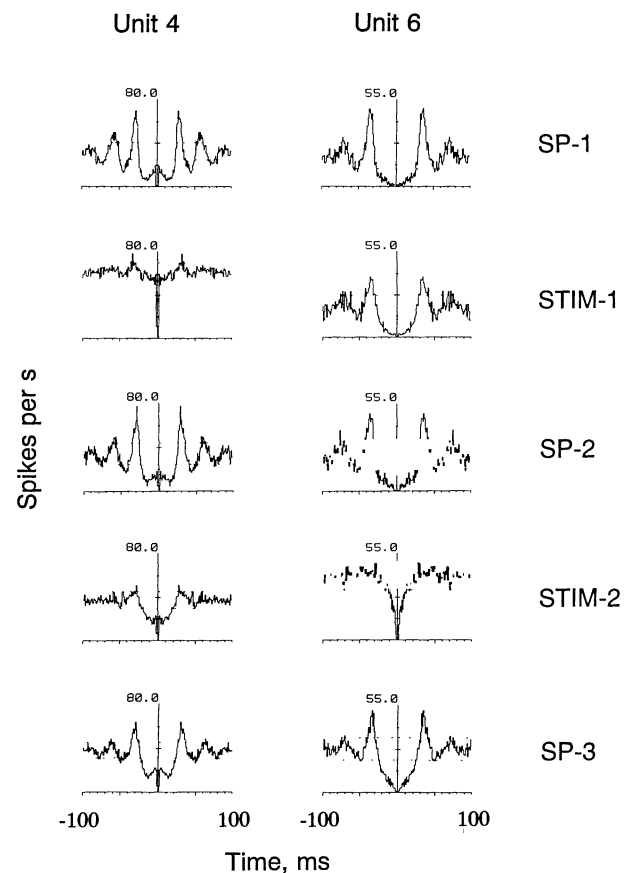 Unit 4 Unit 6
80.0 55.0 SP-1
80.0 55.0 STIM-1
80.0 55.0 SP-2
80.0 55.0 STIM-2
80.0 55.0 SP-3
Spikes per s
-100 100 -100 100
Time, ms